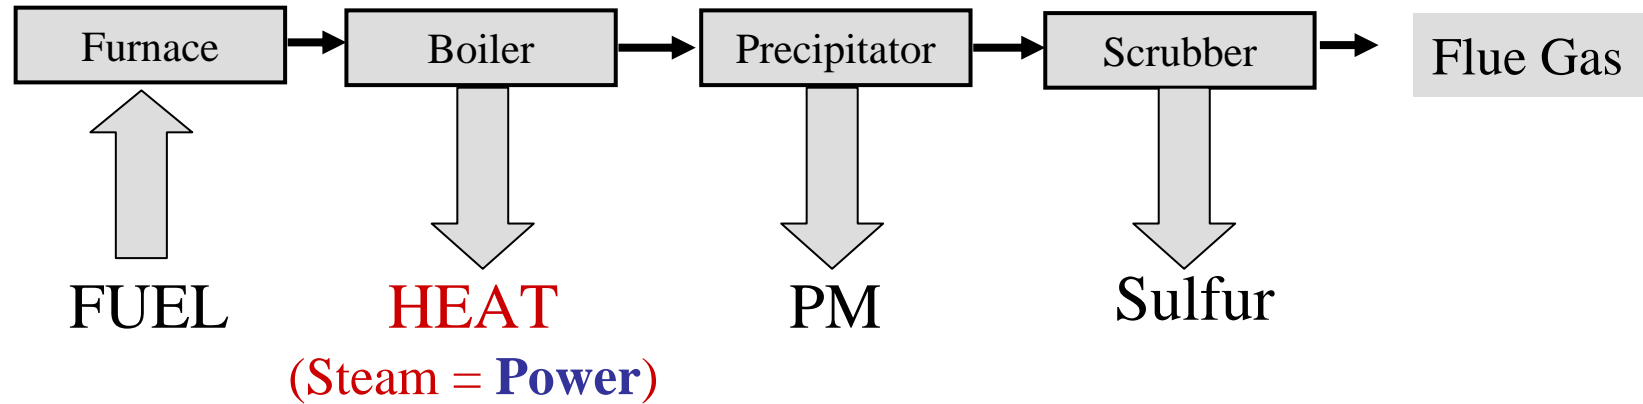 Furnace
Boiler
Precipitator
Scrubber
Flue Gas
FUEL
HEAT
PM
Sulfur
(Steam = Power)